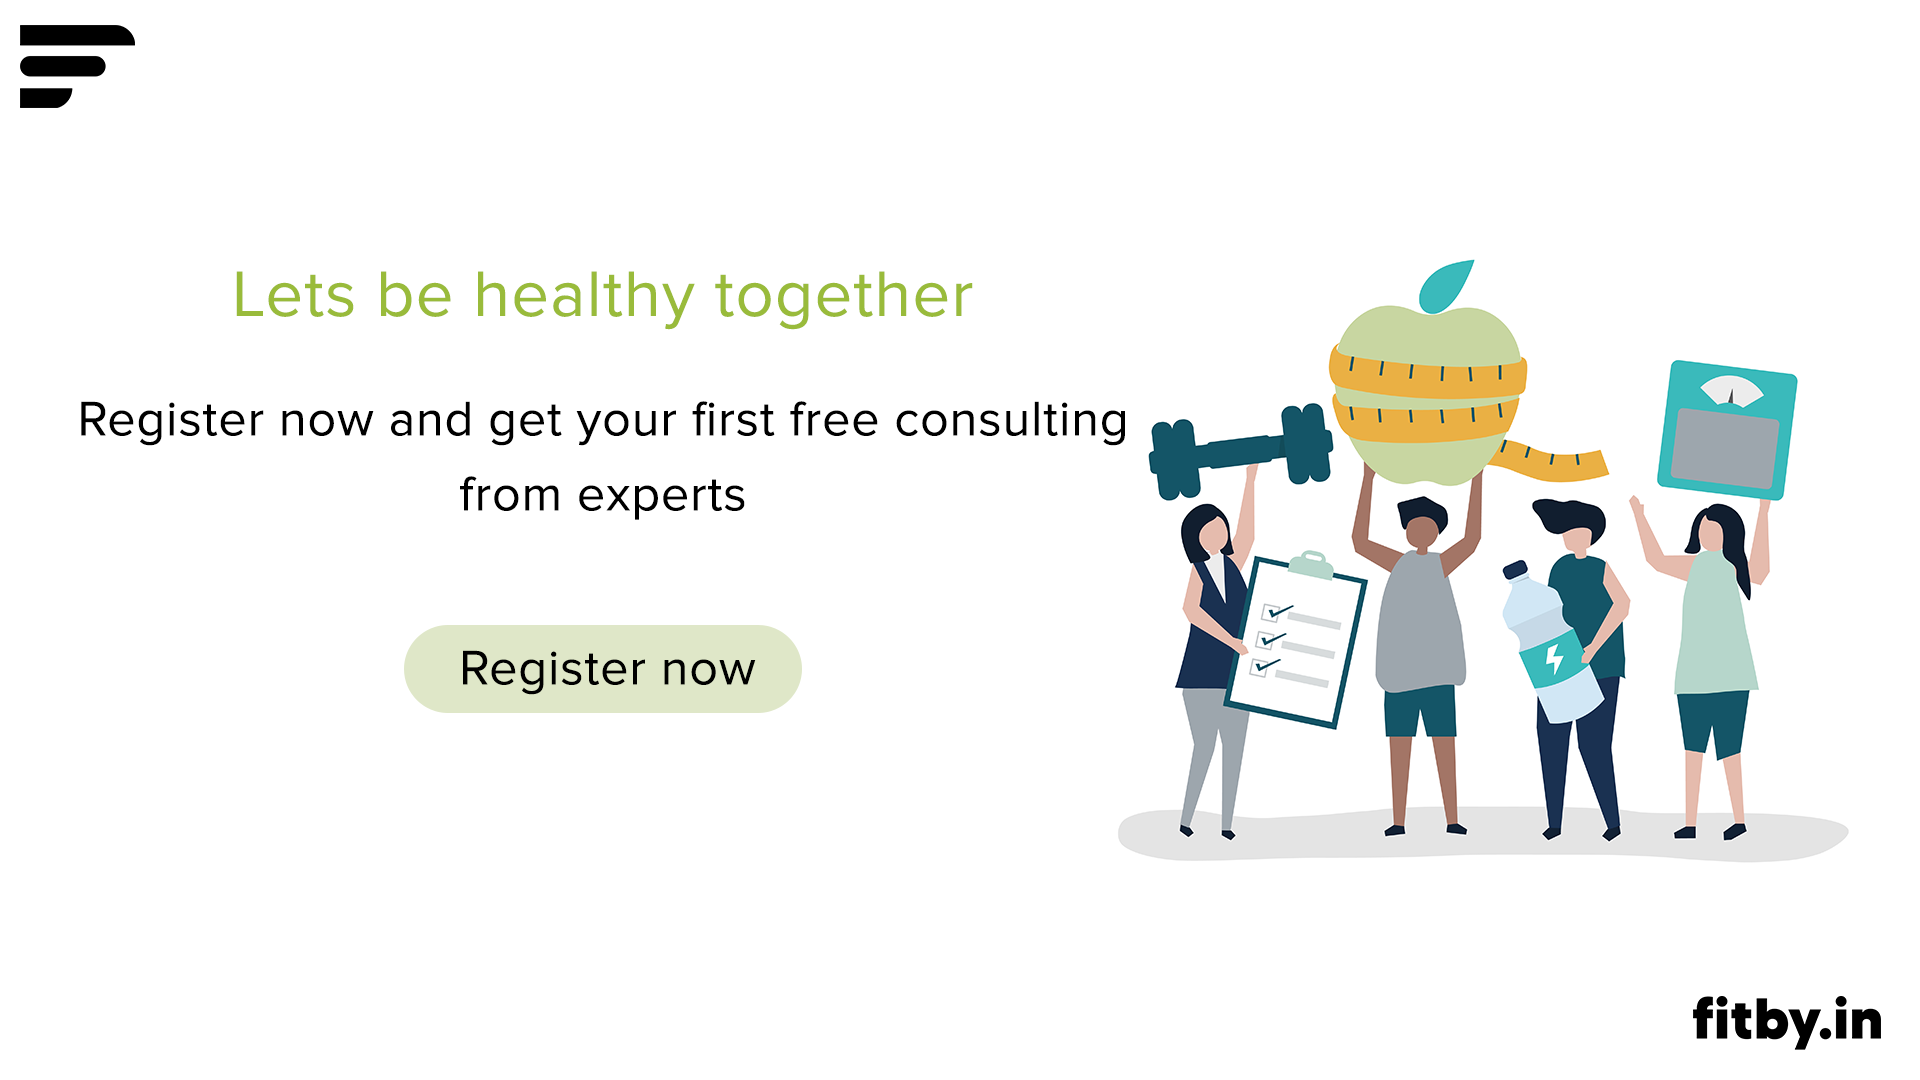 Lets be healthy together
Register now and get your first free consulting
from experts
Register now
fitby.in